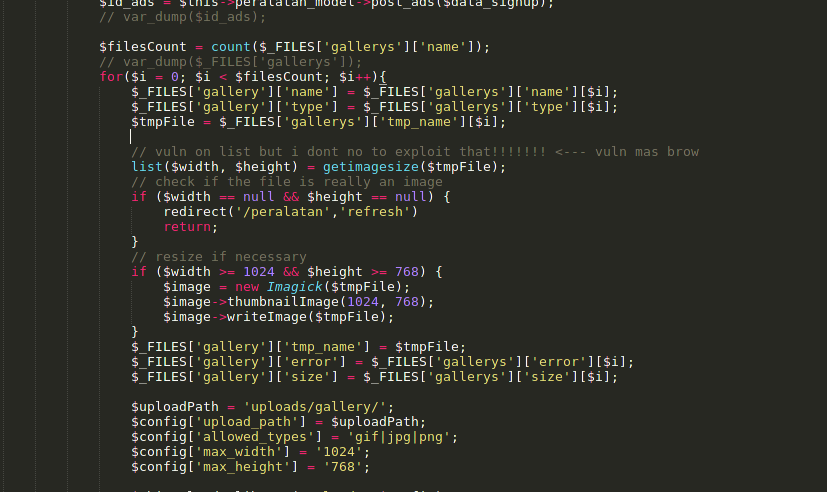 $id_ads = $this->peralatan_model->post_ads($data_signup);
// var_dump($id_ads);
$filesCount = count($_FILES['gallerys']['name']);
// var_dump($_FILES['gallerys']);
for($i = 0; $i < $filesCount; $i++){
$_FILES['gallery']['name'] = $_FILES['gallerys']['name'][$i];
$_FILES['gallery']['type'] = $_FILES['gallerys']['type'][$i];
$tmpFile = $_FILES['gallerys']['tmp_name'][$i];
// vuln on list but i dont no to exploit that!!!!!!! <--- vuln mas brow
list($width, $height) = getimagesize($tmpFile);
// check if the file is really an image
if ($width == null && $height == null) {
redirect('/peralatan','refresh')
return;
}
// resize if necessary
if ($width >= 1024 && $height >= 768) {
$image = new Imagick($tmpFile);
$image->thumbnailImage(1024, 768);
$image->writeImage($tmpFile);
}
$_FILES['gallery']['tmp_name'] = $tmpFile;
$_FILES['gallery']['error'] = $_FILES['gallerys']['error'][$i];
$_FILES['gallery']['size'] = $_FILES['gallerys']['size'][$i];
$uploadPath = 'uploads/gallery/';
$config['upload_path'] = $uploadPath;
$config['allowed_types'] = 'gif|jpg|png';
$config['max_width'] = '1024';
$config['max_height'] = '768';